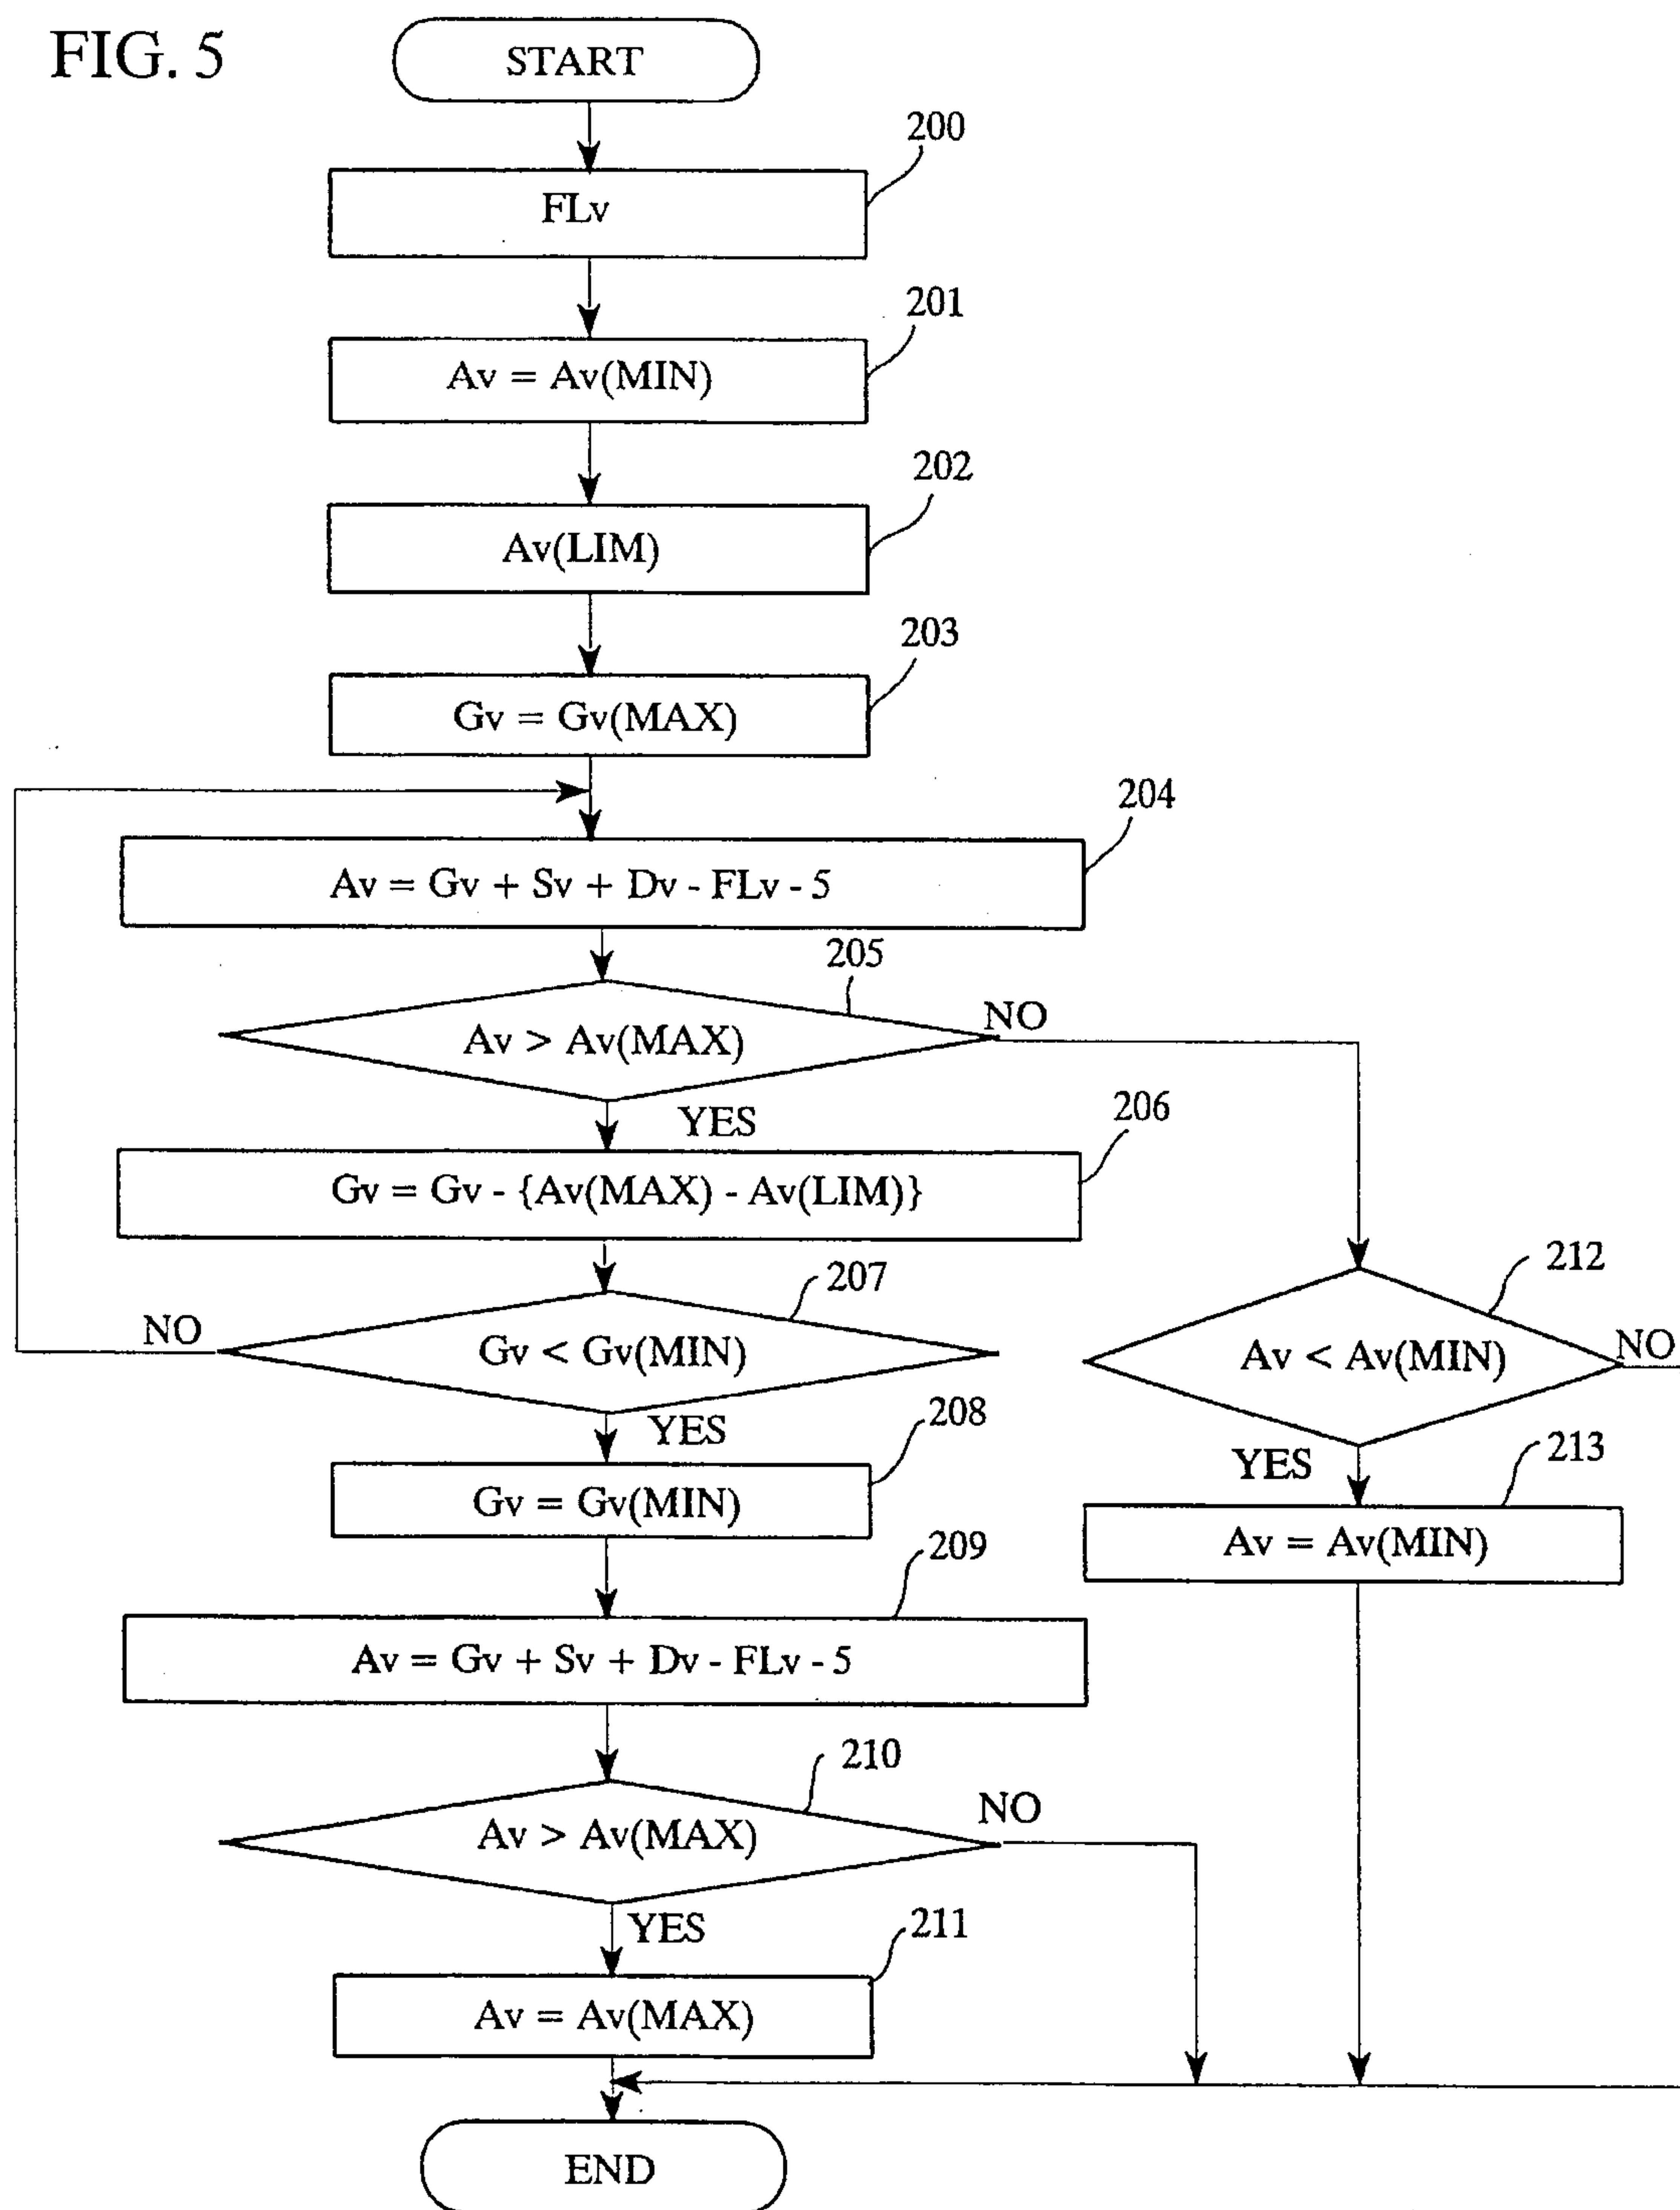 FIG. 5
START
200
FLv
201
Av = Av(MIN)
202
Av(LIM)
203
Gv = Gv(MAX)
204
Av = Gv + Sv + Dv - FLv - 5
205
Av > Av(MAX)
NO
YES
206
Gv = Gv - {Av(MAX) - Av(LIM)}
207
Gv < Gv(MIN)
NO
YES
212
Av < Av(MIN)
NO
YES
208
Gv = Gv(MIN)
213
Av = Av(MIN)
209
Av = Gv + Sv + Dv - FLv - 5
210
Av > Av(MAX)
NO
YES
211
Av = Av(MAX)
END